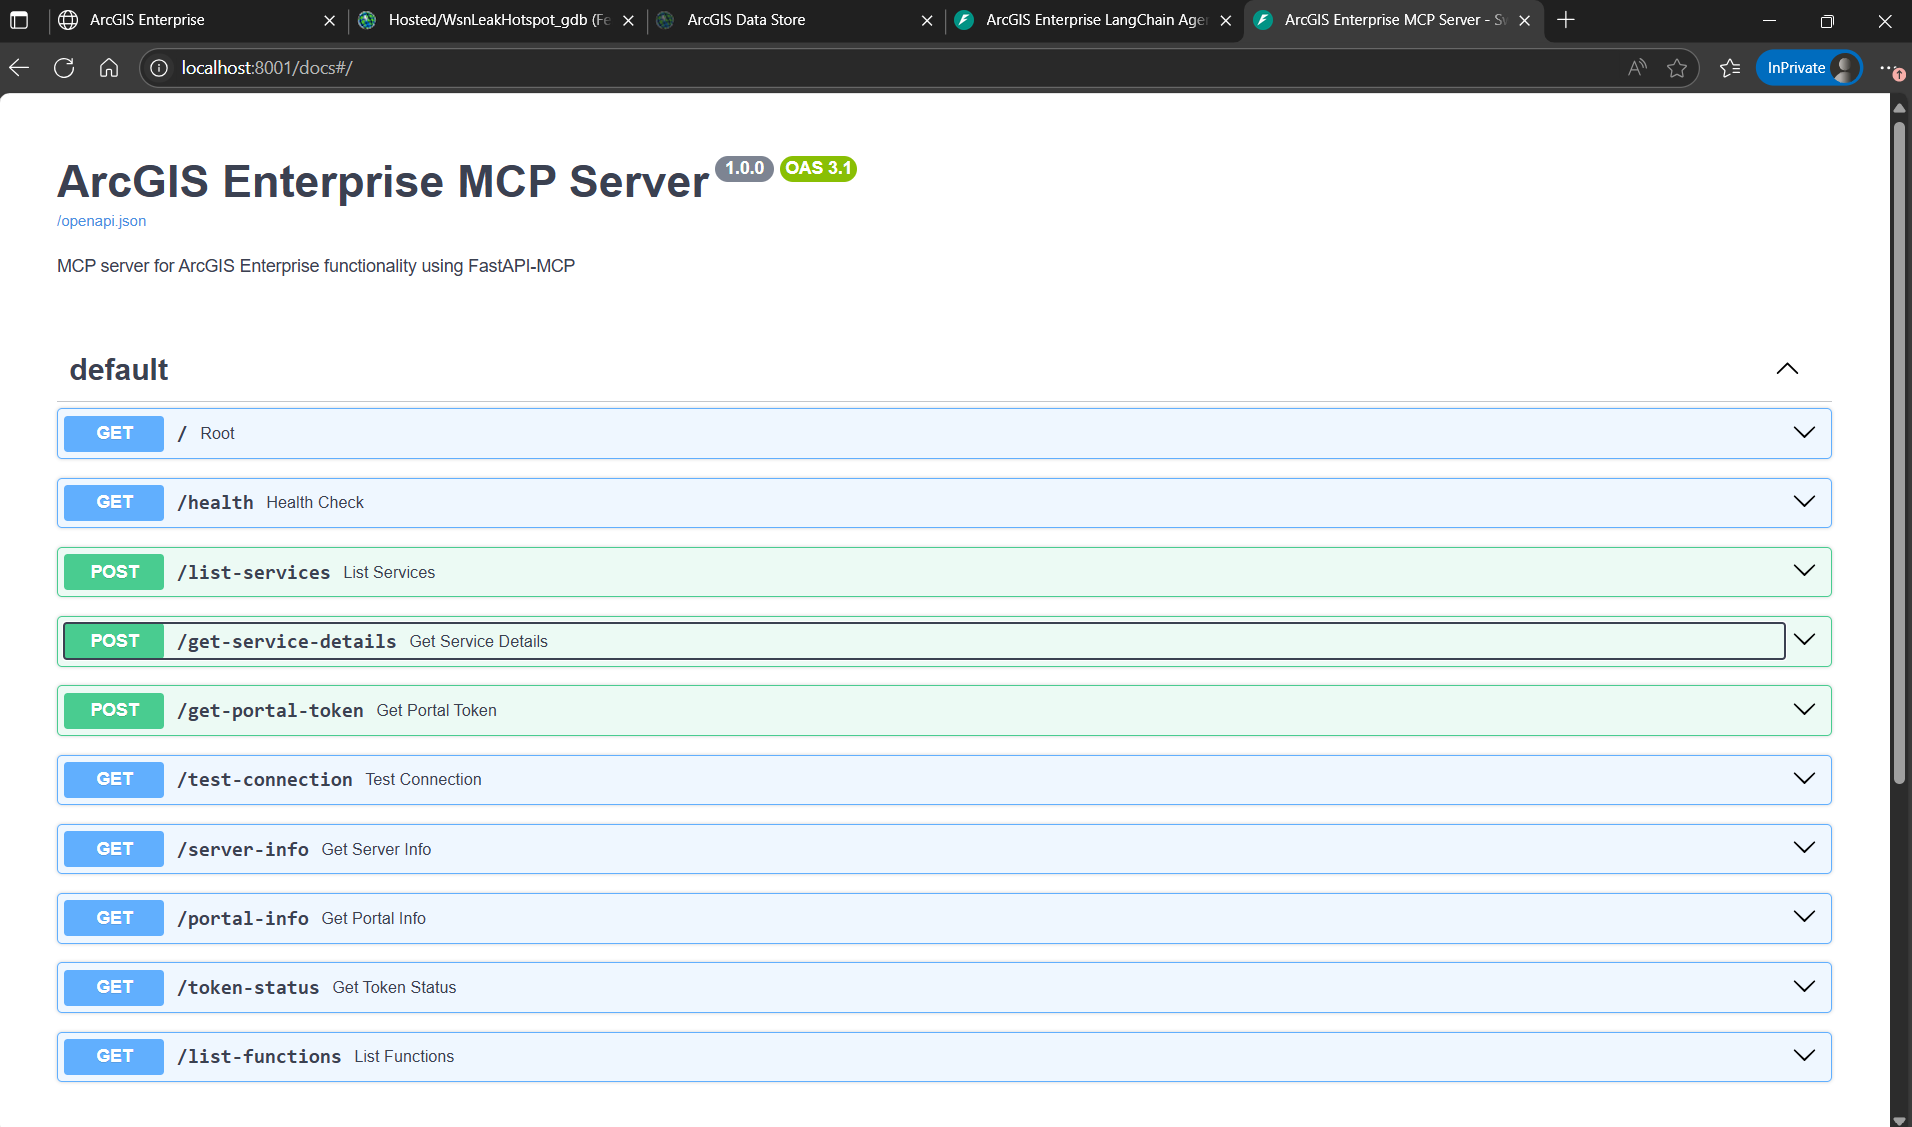 ArcGIS Enterprise
Hosted/WsnLeakHotspot_gdb (Fe
ArcGIS Data Store
ArcGIS Enterprise LangChain Agen
ArcGIS Enterprise MCP Server - Sw
localhost:8001/docs#/
InPrivate
ArcGIS Enterprise MCP Server 1.0.0 OAS 3.1
/openapi.json
MCP server for ArcGIS Enterprise functionality using FastAPI-MCP
default
GET / Root
GET /health Health Check
POST /list-services List Services
POST /get-service-details Get Service Details
POST /get-portal-token Get Portal Token
GET /test-connection Test Connection
GET /server-info Get Server Info
GET /portal-info Get Portal Info
GET /token-status Get Token Status
GET /list-functions List Functions